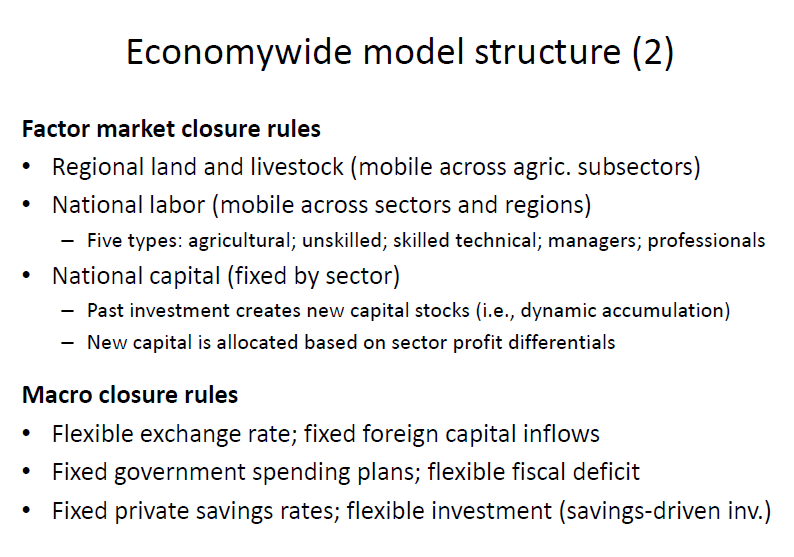 Economywide model structure (2)
Factor market closure rules
• Regional land and livestock (mobile across agric. subsectors)
• National labor (mobile across sectors and regions)
– Five types: agricultural; unskilled; skilled technical; managers; professionals
• National capital (fixed by sector)
– Past investment creates new capital stocks (i.e., dynamic accumulation)
– New capital is allocated based on sector profit differentials
Macro closure rules
• Flexible exchange rate; fixed foreign capital inflows
• Fixed government spending plans; flexible fiscal deficit
• Fixed private savings rates; flexible investment (savings-driven inv.)